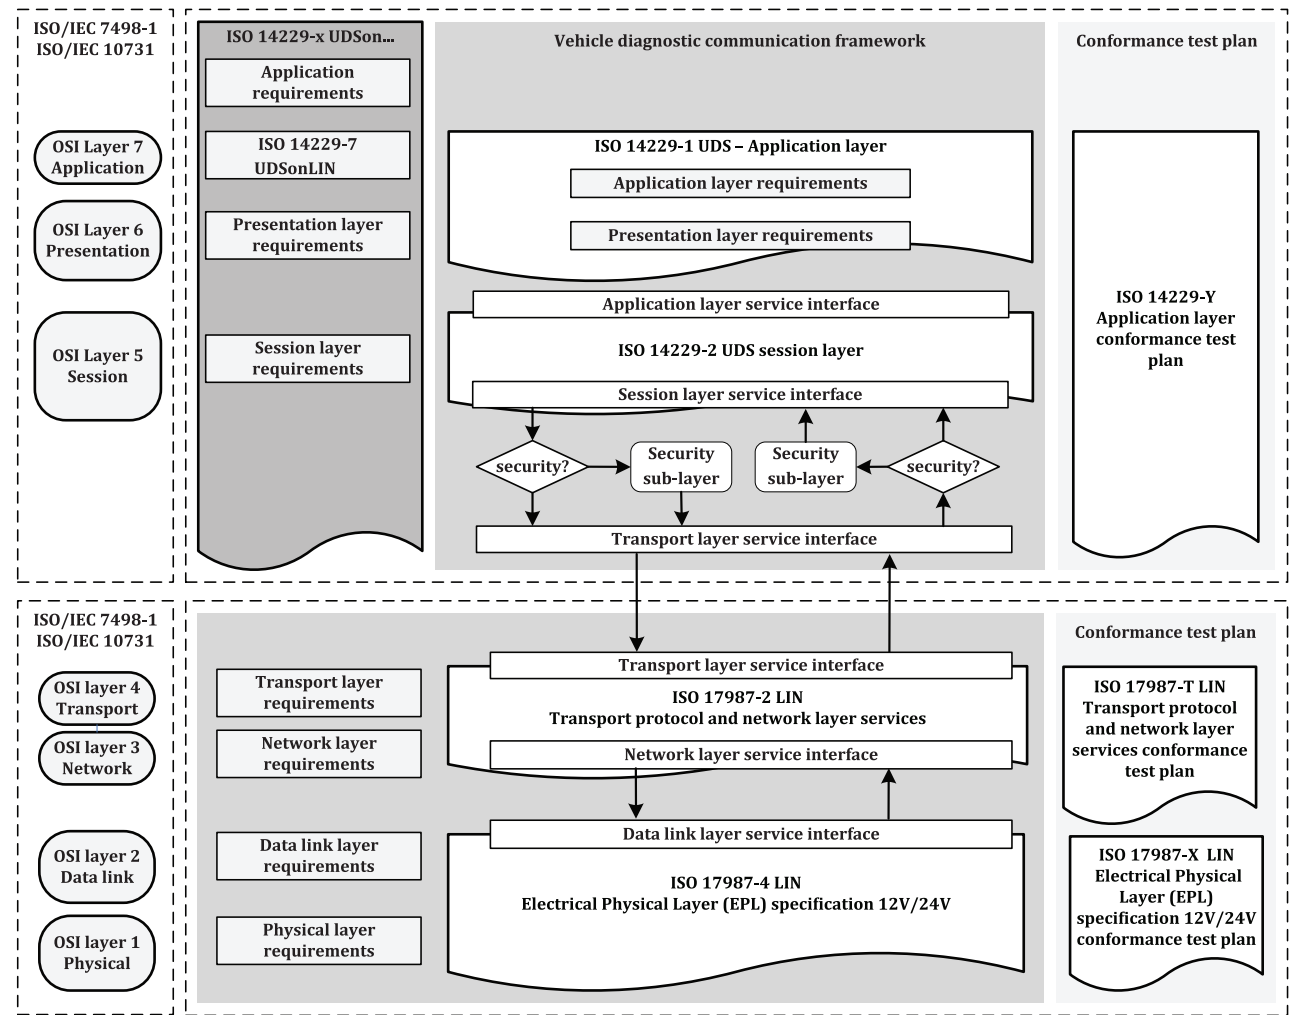 ISO/IEC 7498-1
ISO/IEC 10731
OSI Layer 7
Application
OSI Layer 6
Presentation
OSI Layer 5
Session
ISO 14229-x UDSon...
Application
requirements
ISO 14229-7
UDSonLIN
Presentation layer
requirements
Session layer
requirements
Vehicle diagnostic communication framework
ISO 14229-1 UDS – Application layer
Application layer requirements
Presentation layer requirements
Application layer service interface
ISO 14229-2 UDS session layer
Session layer service interface
security?
Security
sub-layer
Security
sub-layer
security?
Transport layer service interface
Conformance test plan
ISO 14229-Y
Application layer
conformance test
plan
ISO/IEC 7498-1
ISO/IEC 10731
OSI layer 4
Transport
OSI layer 3
Network
OSI layer 2
Data link
OSI layer 1
Physical
Transport layer
requirements
Network layer
requirements
Data link layer
requirements
Physical layer
requirements
Transport layer service interface
ISO 17987-2 LIN
Transport protocol and network layer services
Network layer service interface
Data link layer service interface
ISO 17987-4 LIN
Electrical Physical Layer (EPL) specification 12V/24V
Conformance test plan
ISO 17987-T LIN
Transport protocol
and network layer
services conformance
test plan
ISO 17987-X LIN
Electrical Physical
Layer (EPL)
specification 12V/24V
conformance test plan